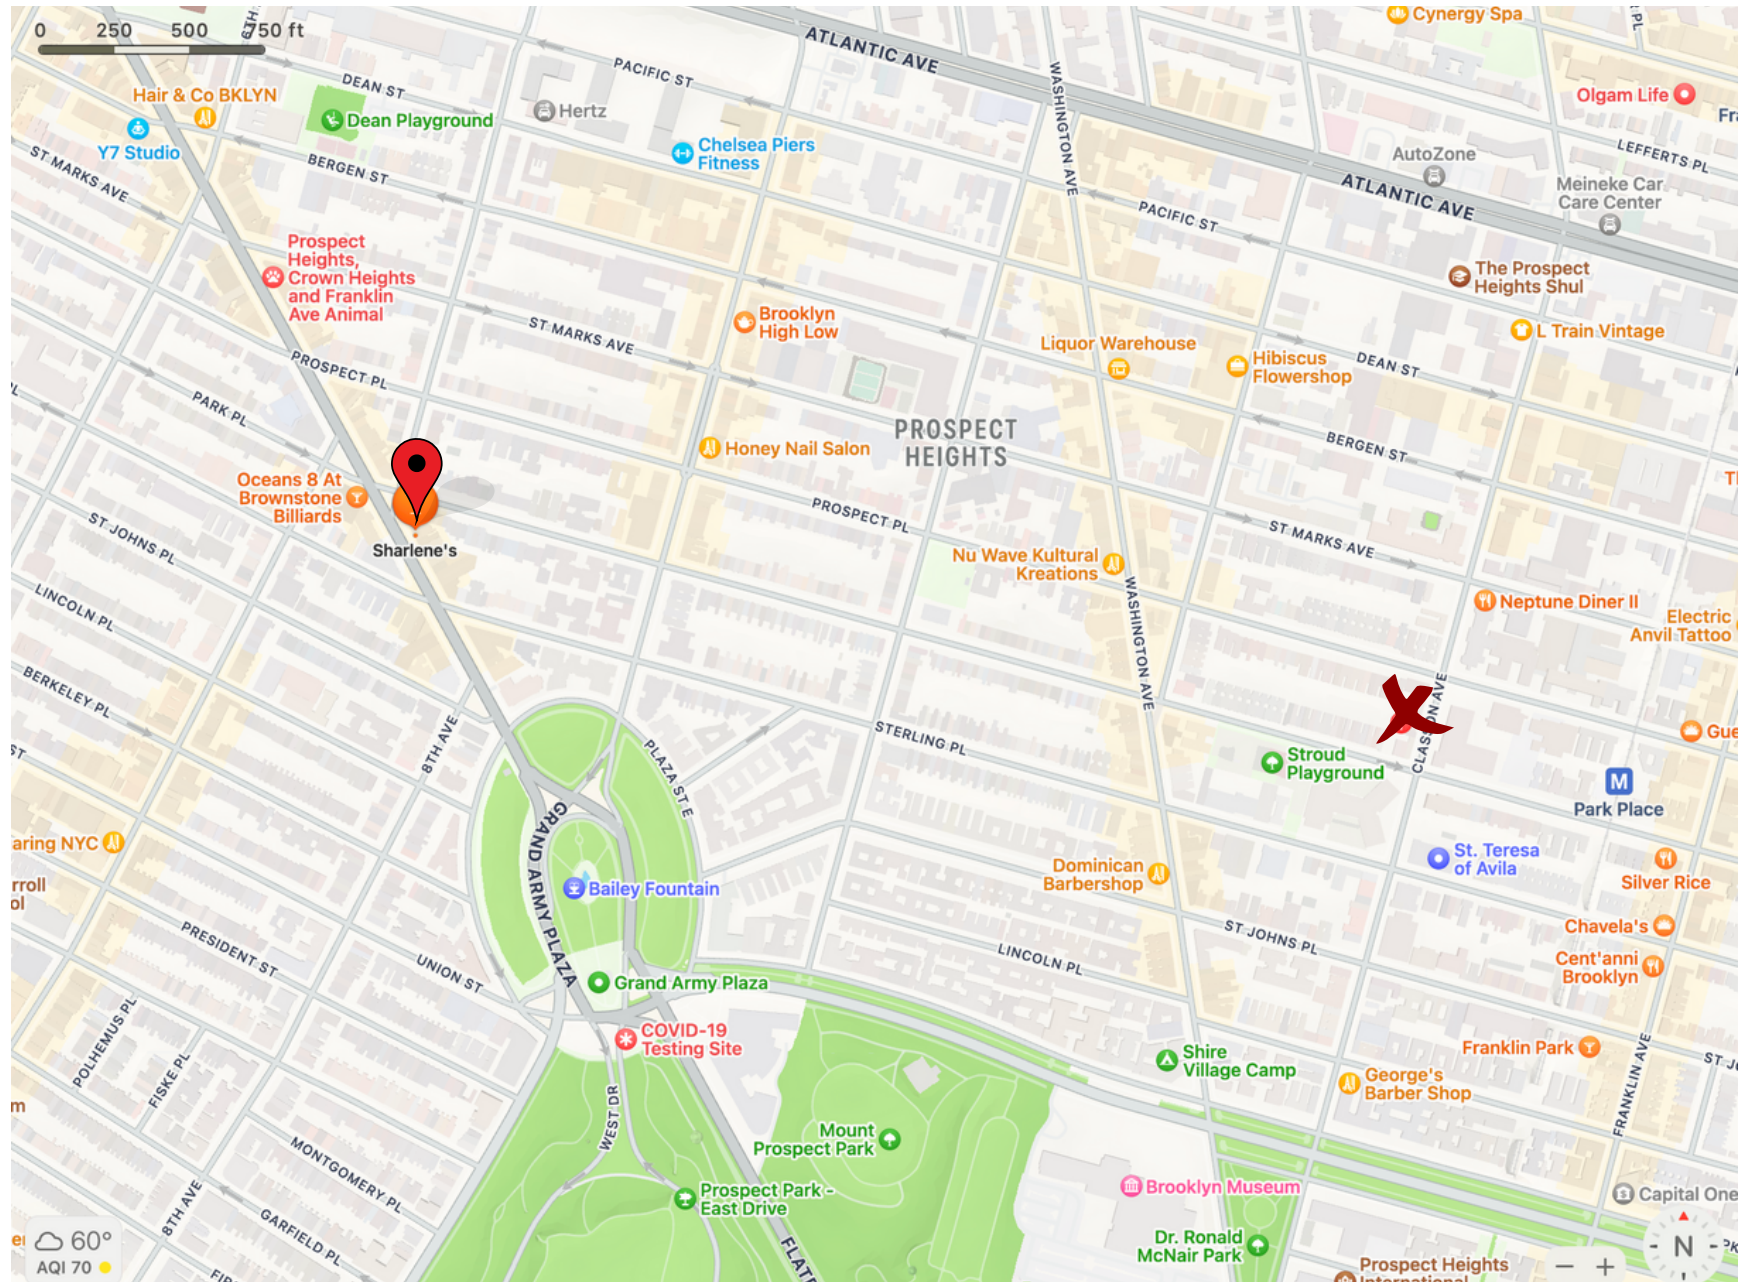 0 250 500 750 ft
6TH
ATLANTIC AVE
Cynergy Spa
PL
PACIFIC ST
DEAN ST
WASHINGTON AVE
Hair & Co BKLYN
Hertz
Olgam Life
Dean Playground
Y7 Studio
Chelsea Piers
Fitness
LEFFERTS PL
AutoZone
ST MARKS AVE
BERGEN ST
ATLANTIC AVE
Meineke Car
Care Center
PACIFIC ST
Prospect
Heights,
Crown Heights
and Franklin
Ave Animal
The Prospect
Heights Shul
Brooklyn
High Low
ST MARKS AVE
L Train Vintage
Liquor Warehouse
Hibiscus
Flowershop
DEAN ST
PROSPECT PL
PARK PL
PROSPECT
HEIGHTS
Honey Nail Salon
BERGEN ST
Oceans 8 At
Brownstone
Billiards
Sharlene's
PROSPECT PL
ST JOHNS PL
ST MARKS AVE
Nu Wave Kultural
Kreations
WASHINGTON AVE
LINCOLN PL
Neptune Diner II
Electric
Anvil Tattoo
BERKELEY PL
8TH AVE
PLAZA ST E
STERLING PL
CLASSON AVE
Stroud
Playground
M
Park Place
GRAND ARMY PLAZA
aring NYC
Dominican
Barbershop
St. Teresa
of Avila
Silver Rice
Bailey Fountain
PRESIDENT ST
UNION ST
ST JOHNS PL
Chavela's
LINCOLN PL
Cent'anni
Brooklyn
Grand Army Plaza
COVID-19
Testing Site
POLHEMUS PL
FISKE PL
Shire
Village Camp
Franklin Park
George's
Barber Shop
FRANKLIN AVE
WEST DR
Mount
Prospect Park
MONTGOMERY PL
Prospect Park -
East Drive
Brooklyn Museum
Capital One
8TH AVE
GARFIELD PL
Dr. Ronald
McNair Park
Prospect Heights
International
60°
AQI 70
N